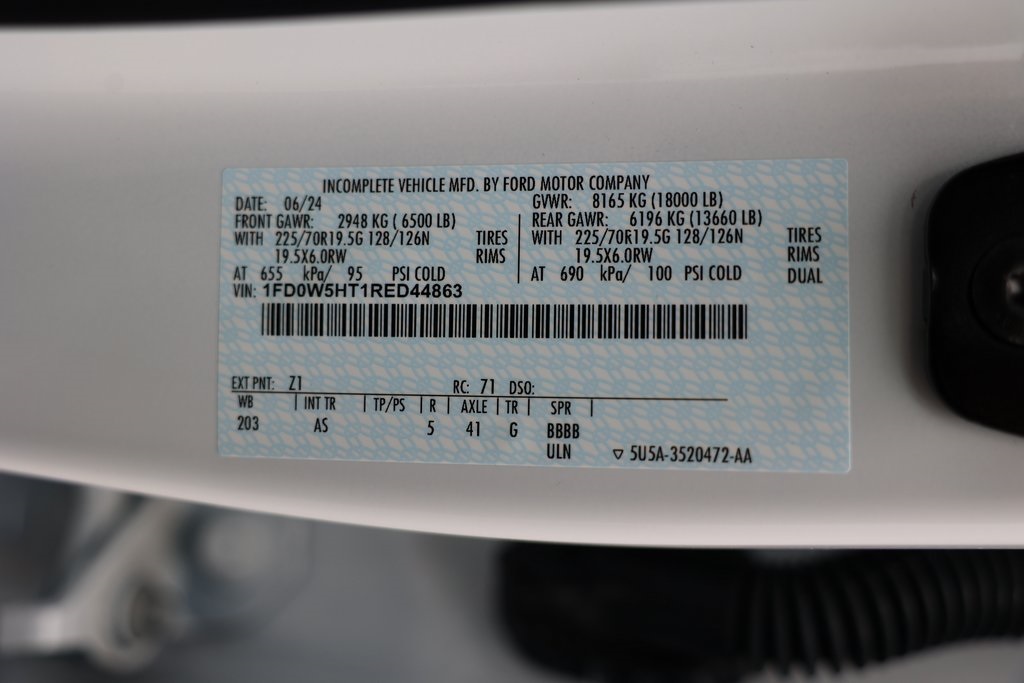 INCOMPLETE VEHICLE MFD. BY FORD MOTOR COMPANY
DATE: 06/24 GVWR: 8165 KG (18000 LB)
FRONT GAWR: 2948 KG ( 6500 LB) REAR GAWR: 6196 KG (13660 LB)
WITH 225/70R19.5G 128/126N TIRES WITH 225/70R19.5G 128/126N TIRES
19.5X6.0RW RIMS 19.5X6.0RW RIMS
AT 655 kPa/ 95 PSI COLD AT 690 kPa/ 100 PSI COLD DUAL
VIN: 1FD0W5HT1RED44863
EXT PNT: Z1 RC: 71 DSO:
WB INT TR TP/PS R AXLE TR SPR
203 AS 5 41 G BBBB
ULN ▽ 5U5A-3520472-AA